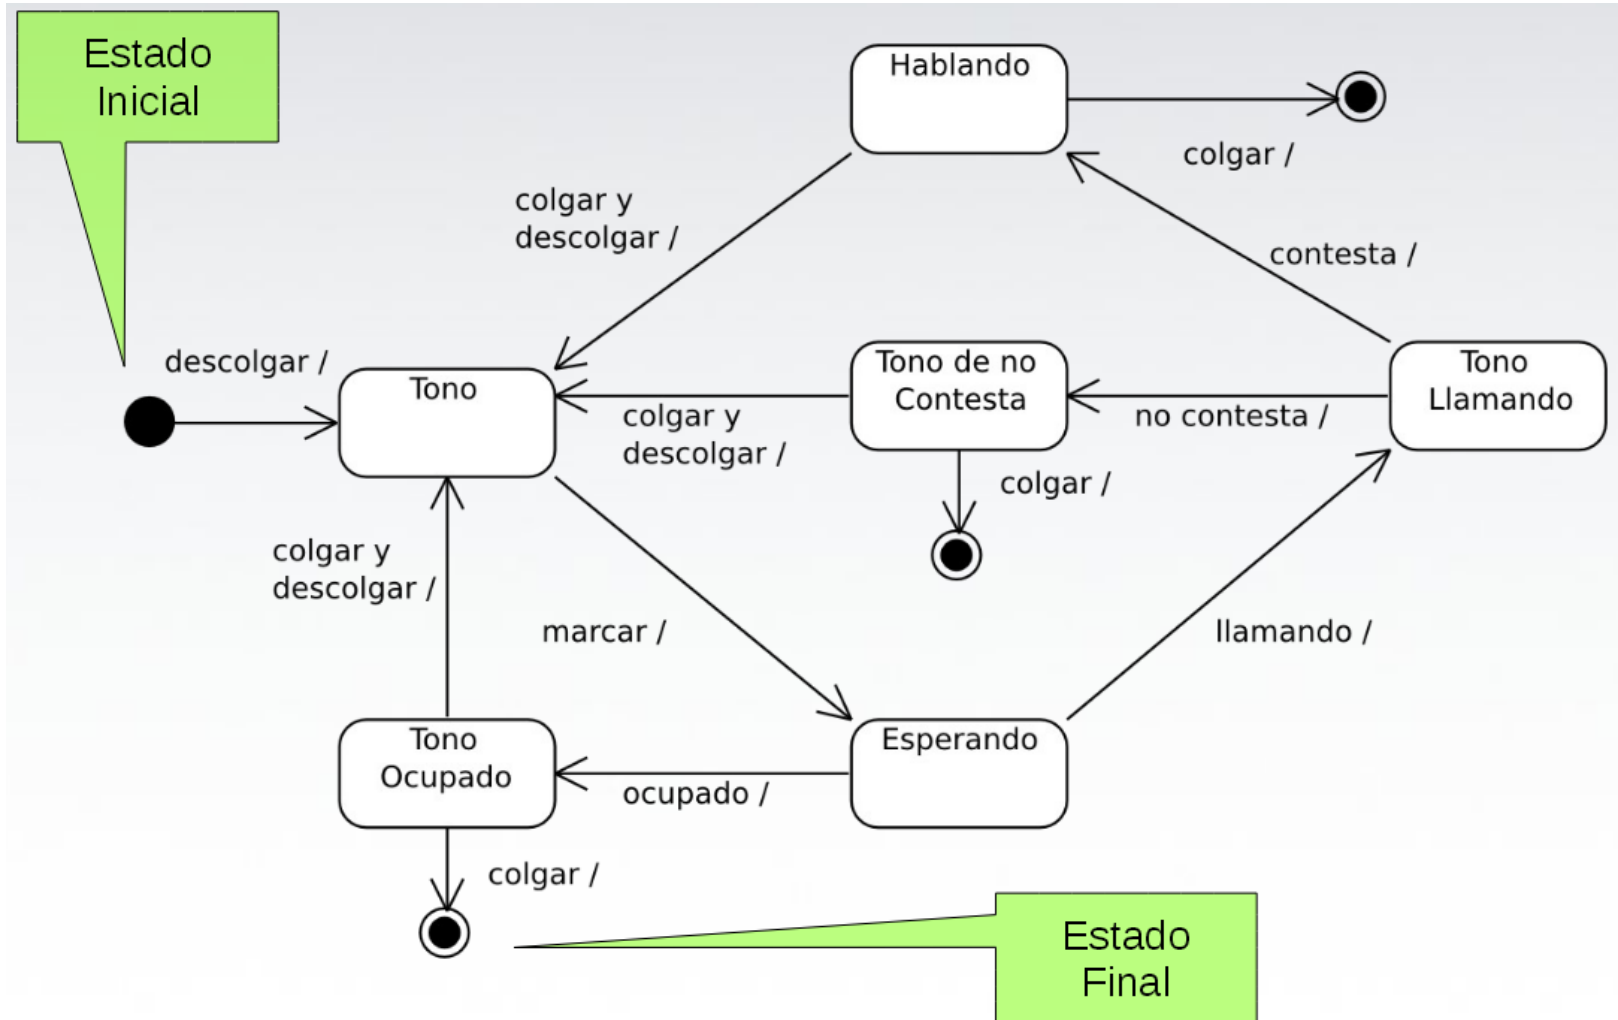 Estado
Inicial
Hablando
colgar /
colgar y
descolgar /
contesta /
descolgar /
Tono
Tono de no
Contesta
Tono
Llamando
colgar y
descolgar /
no contesta /
colgar /
colgar y
descolgar /
marcar /
llamando /
Tono
Ocupado
Esperando
ocupado /
colgar /
Estado
Final